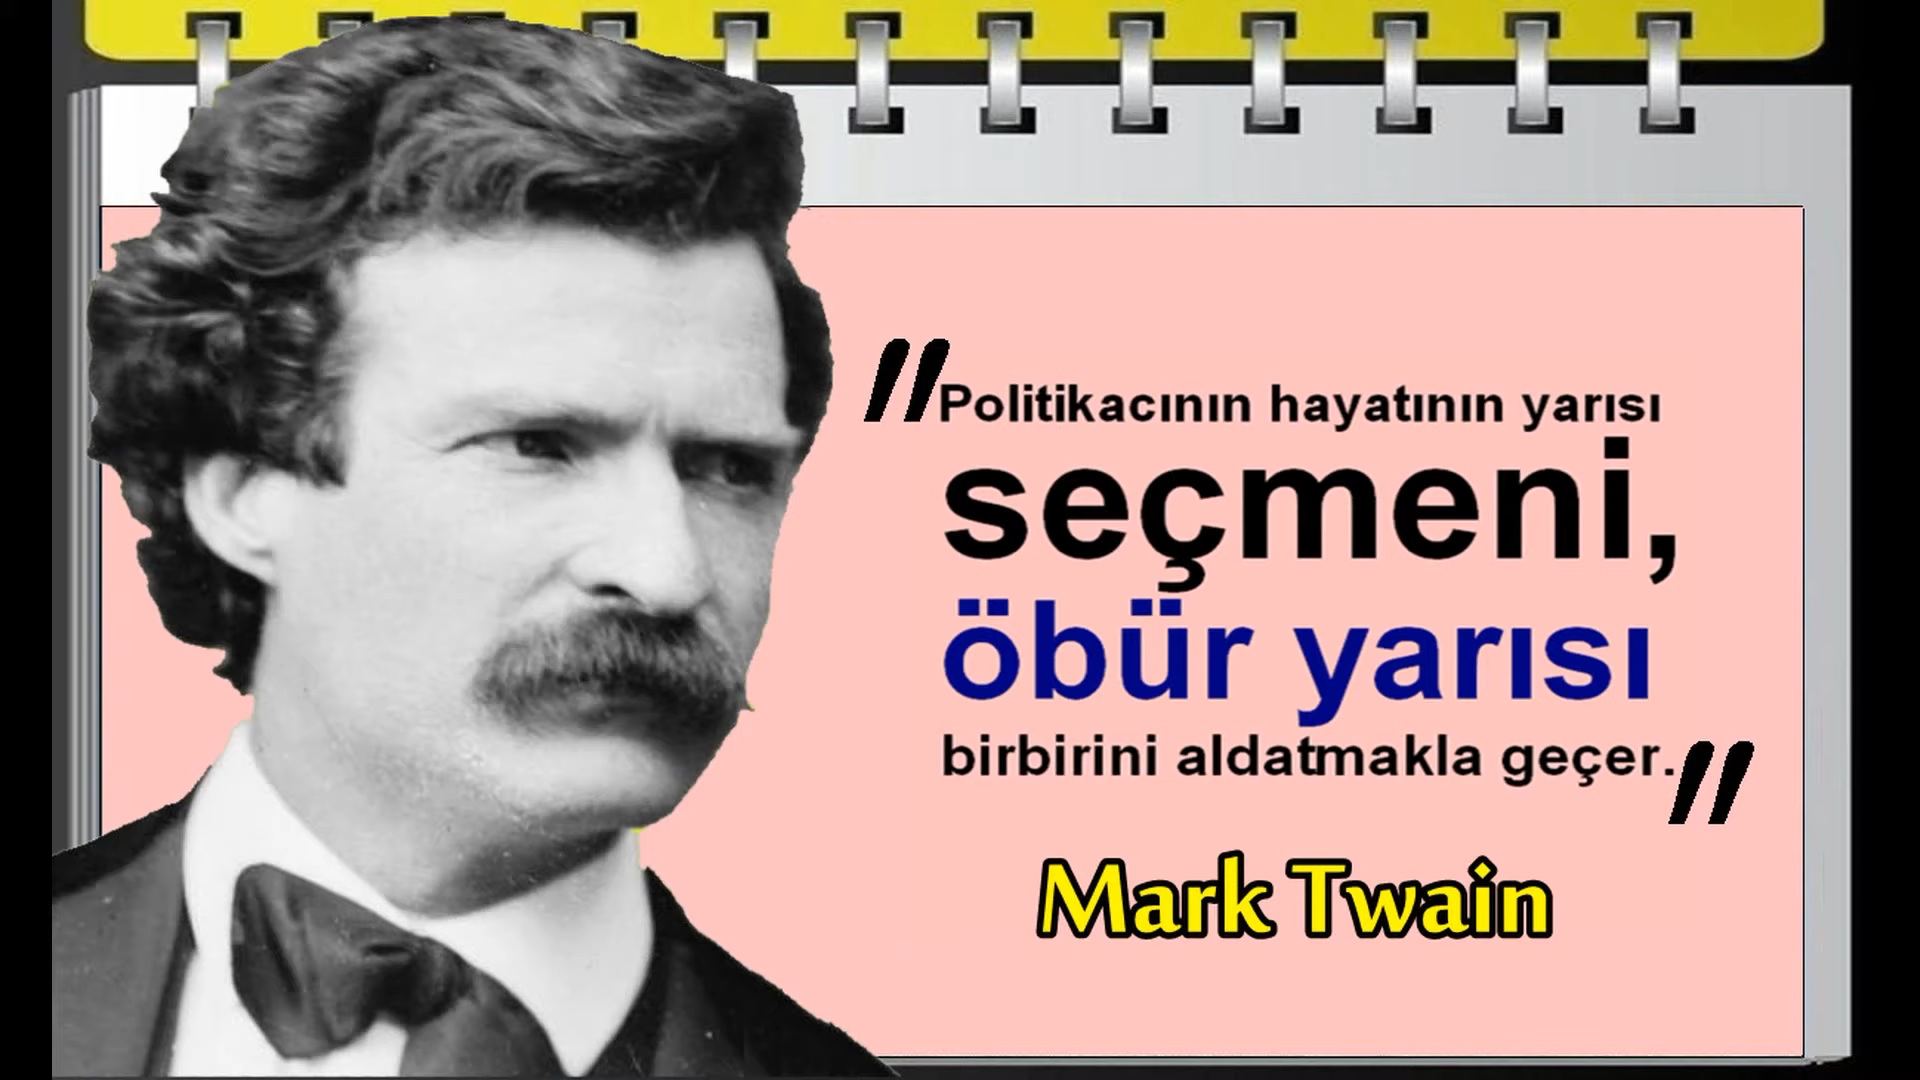 "Politikacının hayatının yarısı
seçmeni,
öbür yarısı
birbirini aldatmakla geçer."
Mark Twain